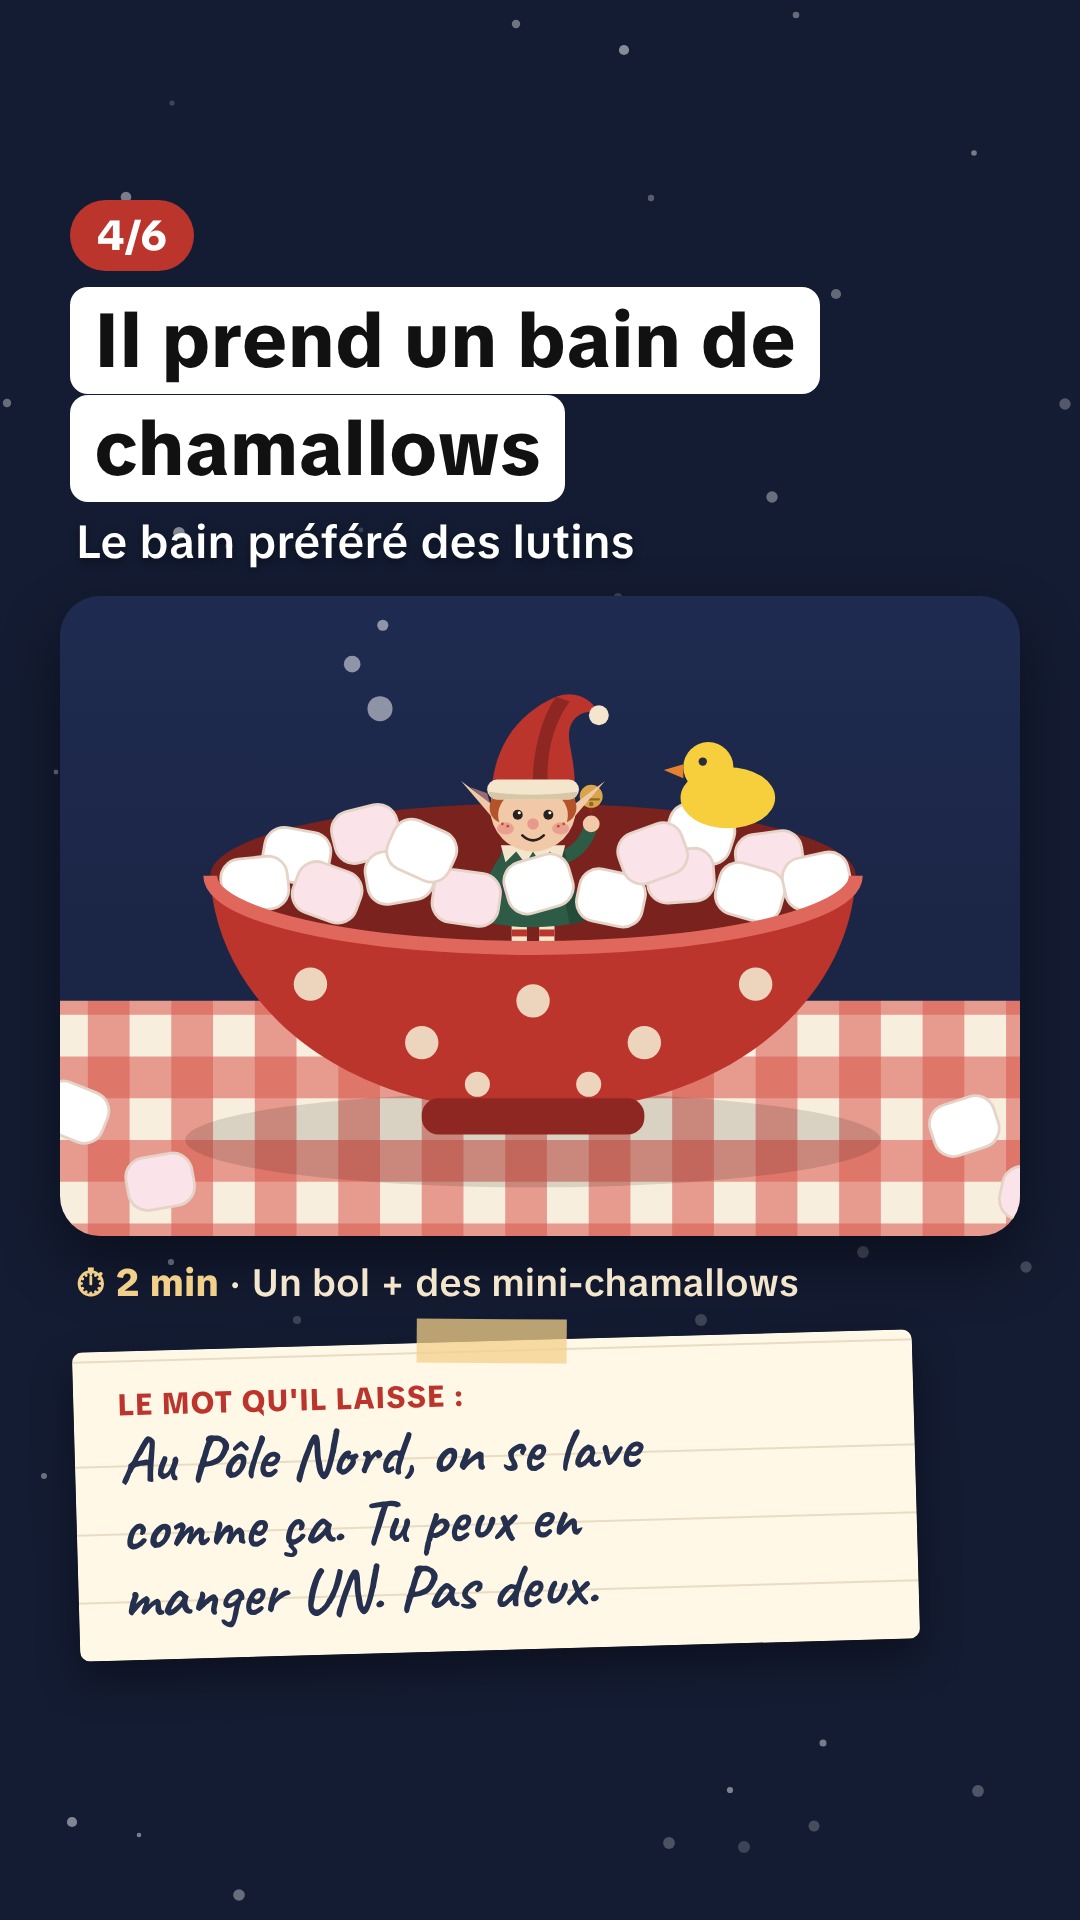 4/6
Il prend un bain de
chamallows
Le bain préféré des lutins
⏱ 2 min · Un bol + des mini-chamallows
LE MOT QU'IL LAISSE :
Au Pôle Nord, on se lave
comme ça. Tu peux en
manger UN. Pas deux.